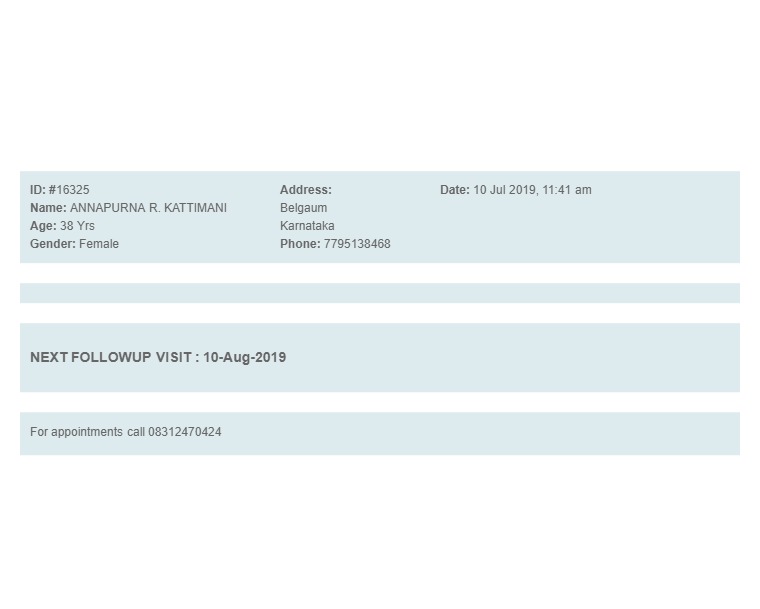 ID: #16325
Name: ANNAPURNA R. KATTIMANI
Age: 38 Yrs
Gender: Female
Address:
Belgaum
Karnataka
Phone: 7795138468
Date: 10 Jul 2019, 11:41 am
NEXT FOLLOWUP VISIT : 10-Aug-2019
For appointments call 08312470424